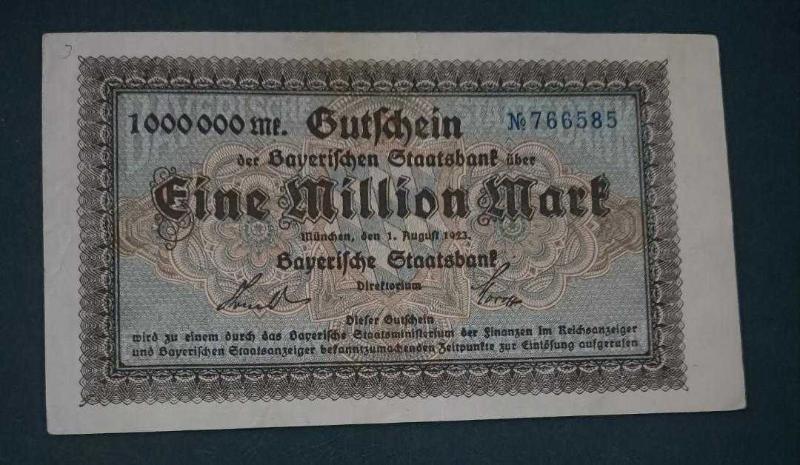 1000000 Mk. Gutschein № 766585
der Bayerischen Staatsbank über
Eine Million Mark
München, den 1. August 1923.
Bayerische Staatsbank
Direktorium
Dieser Gutschein
wird zu einem durch das Bayerische Staatsministerium der Finanzen im Reichsanzeiger
und Bayerischen Staatsanzeiger bekanntzumachenden Zeitpunkte zur Einlösung aufgerufen